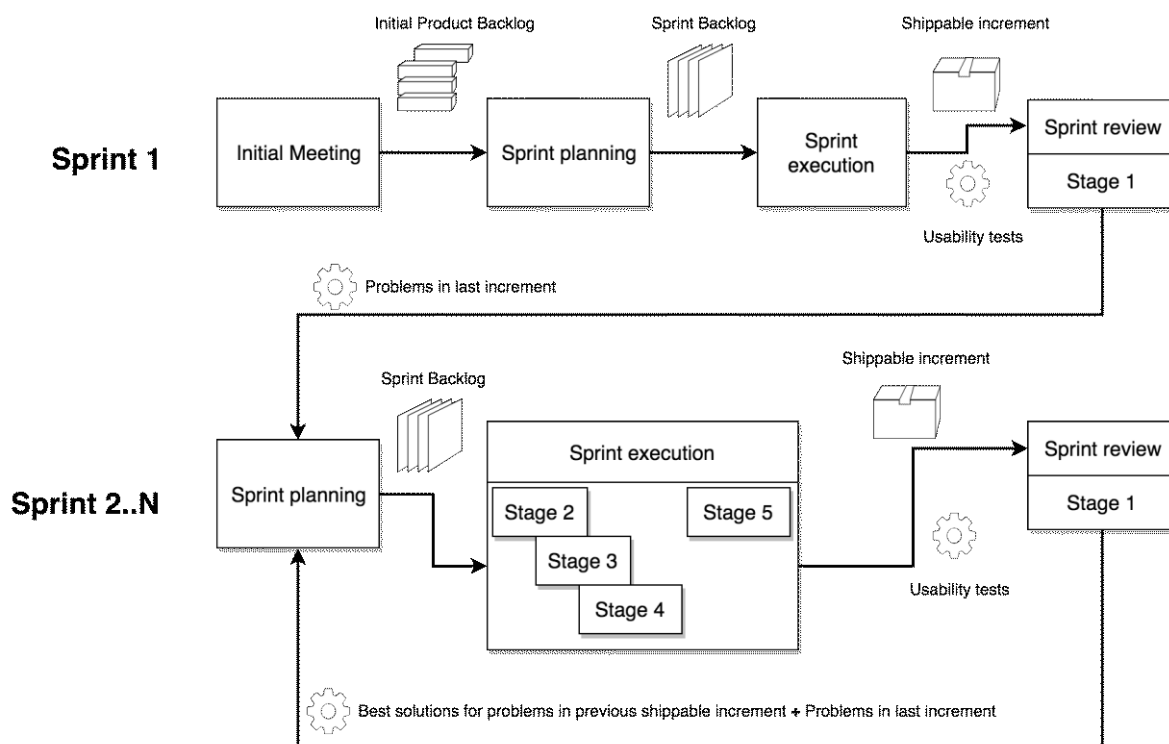 Initial Product Backlog
Sprint Backlog
Shippable increment
Sprint 1
Initial Meeting
Sprint planning
Sprint
execution
Sprint review
Stage 1
Usability tests
Problems in last increment
Shippable increment
Sprint Backlog
Sprint 2..N
Sprint planning
Sprint execution
Stage 2
Stage 5
Stage 3
Stage 4
Sprint review
Stage 1
Usability tests
Best solutions for problems in previous shippable increment + Problems in last increment